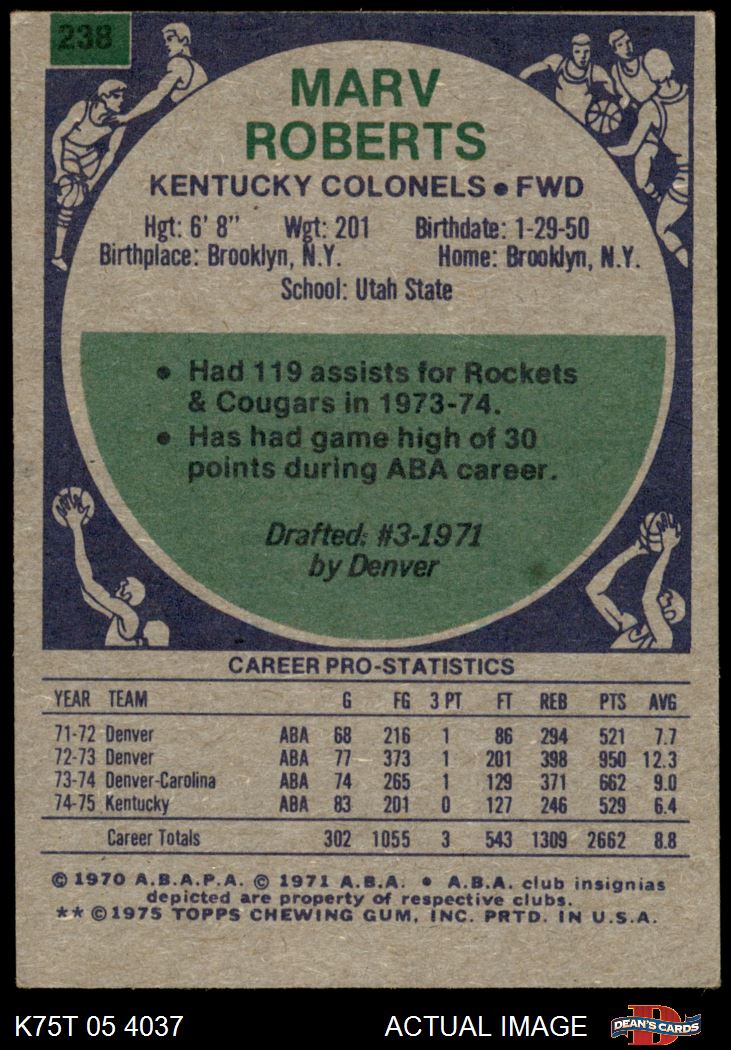 238
MARV
ROBERTS
KENTUCKY COLONELS • FWD
Hgt: 6' 8" Wgt: 201 Birthdate: 1-29-50
Birthplace: Brooklyn, N.Y. Home: Brooklyn, N.Y.
School: Utah State
• Had 119 assists for Rockets
& Cougars in 1973-74.
• Has had game high of 30
points during ABA career.
Drafted: #3-1971
by Denver
CAREER PRO-STATISTICS
YEAR TEAM G FG 3 PT FT REB PTS AVG
71-72 Denver ABA 68 216 1 86 294 521 7.7
72-73 Denver ABA 77 373 1 201 398 950 12.3
73-74 Denver-Carolina ABA 74 265 1 129 371 662 9.0
74-75 Kentucky ABA 83 201 0 127 246 529 6.4
Career Totals 302 1055 3 543 1309 2662 8.8
© 1970 A.B.A.P.A. © 1971 A.B.A. • A.B.A. club insignias
depicted are property of respective clubs.
** © 1975 TOPPS CHEWING GUM, INC. PRTD. IN U.S.A.
K75T 05 4037 ACTUAL IMAGE DEAN'S CARDS